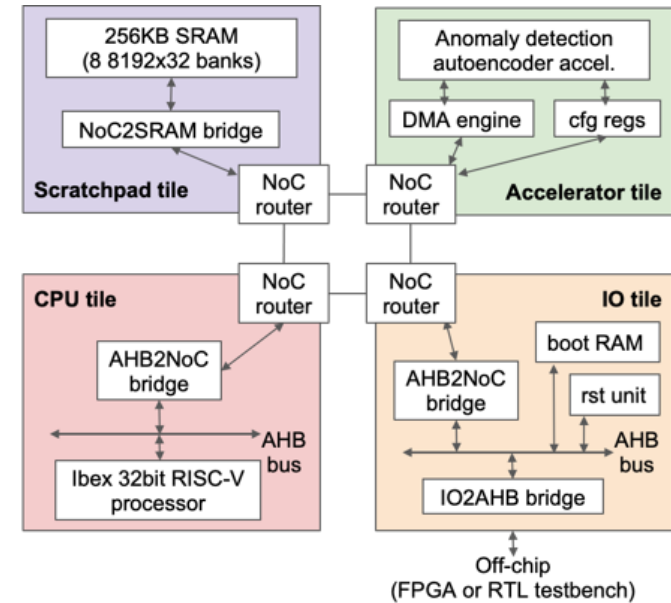 256KB SRAM
(8 8192x32 banks)
NoC2SRAM bridge
Scratchpad tile
NoC
router
Anomaly detection
autoencoder accel.
DMA engine
cfg regs
NoC
router
Accelerator tile
CPU tile
NoC
router
AHB2NoC
bridge
AHB
bus
Ibex 32bit RISC-V
processor
NoC
router
IO tile
boot RAM
AHB2NoC
bridge
rst unit
AHB
bus
IO2AHB bridge
Off-chip
(FPGA or RTL testbench)